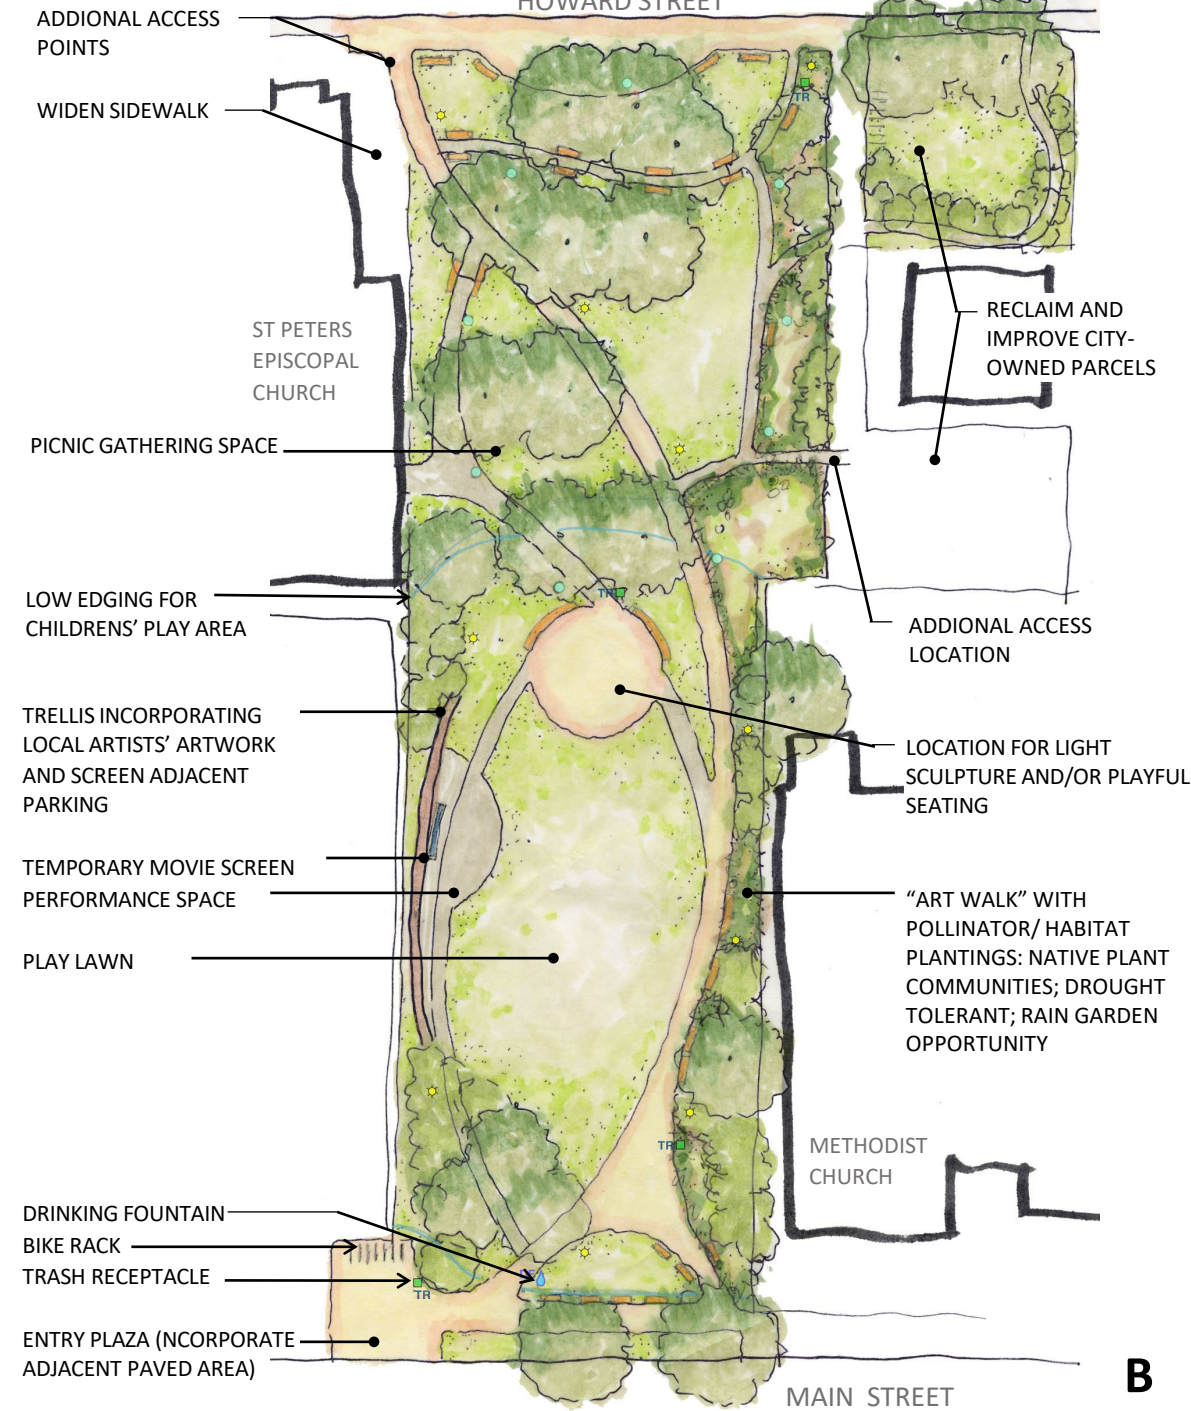 HOWARD STREET
ADDIONAL ACCESS
POINTS
WIDEN SIDEWALK
TR
RECLAIM AND
IMPROVE CITY-
OWNED PARCELS
ST PETERS
EPISCOPAL
CHURCH
PICNIC GATHERING SPACE
LOW EDGING FOR
CHILDRENS’ PLAY AREA
TR
ADDIONAL ACCESS
LOCATION
TRELLIS INCORPORATING
LOCAL ARTISTS’ ARTWORK
AND SCREEN ADJACENT
PARKING
LOCATION FOR LIGHT
SCULPTURE AND/OR PLAYFUL
SEATING
TEMPORARY MOVIE SCREEN
PERFORMANCE SPACE
PLAY LAWN
“ART WALK” WITH
POLLINATOR/ HABITAT
PLANTINGS: NATIVE PLANT
COMMUNITIES; DROUGHT
TOLERANT; RAIN GARDEN
OPPORTUNITY
TR
METHODIST
CHURCH
DRINKING FOUNTAIN
BIKE RACK
TRASH RECEPTACLE
TR
ENTRY PLAZA (NCORPORATE
ADJACENT PAVED AREA)
MAIN STREET
B